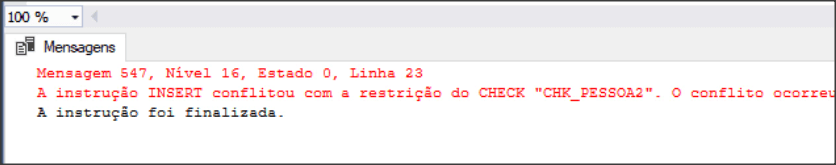 100 %
Mensagens
Mensagem 547, Nível 16, Estado 0, Linha 23
A instrução INSERT conflitou com a restrição do CHECK "CHK_PESSOA2". O conflito ocorreu
A instrução foi finalizada.